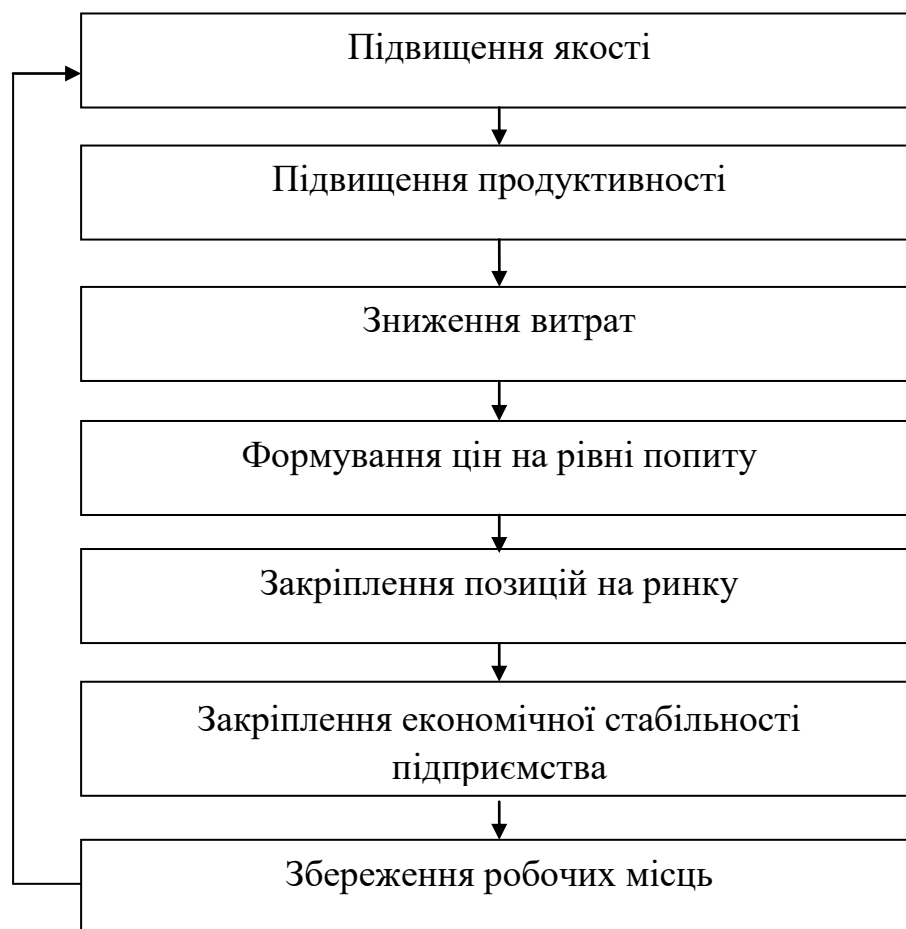 Підвищення якості
Підвищення продуктивності
Зниження витрат
Формування цін на рівні попиту
Закріплення позицій на ринку
Закріплення економічної стабільності
підприємства
Збереження робочих місць